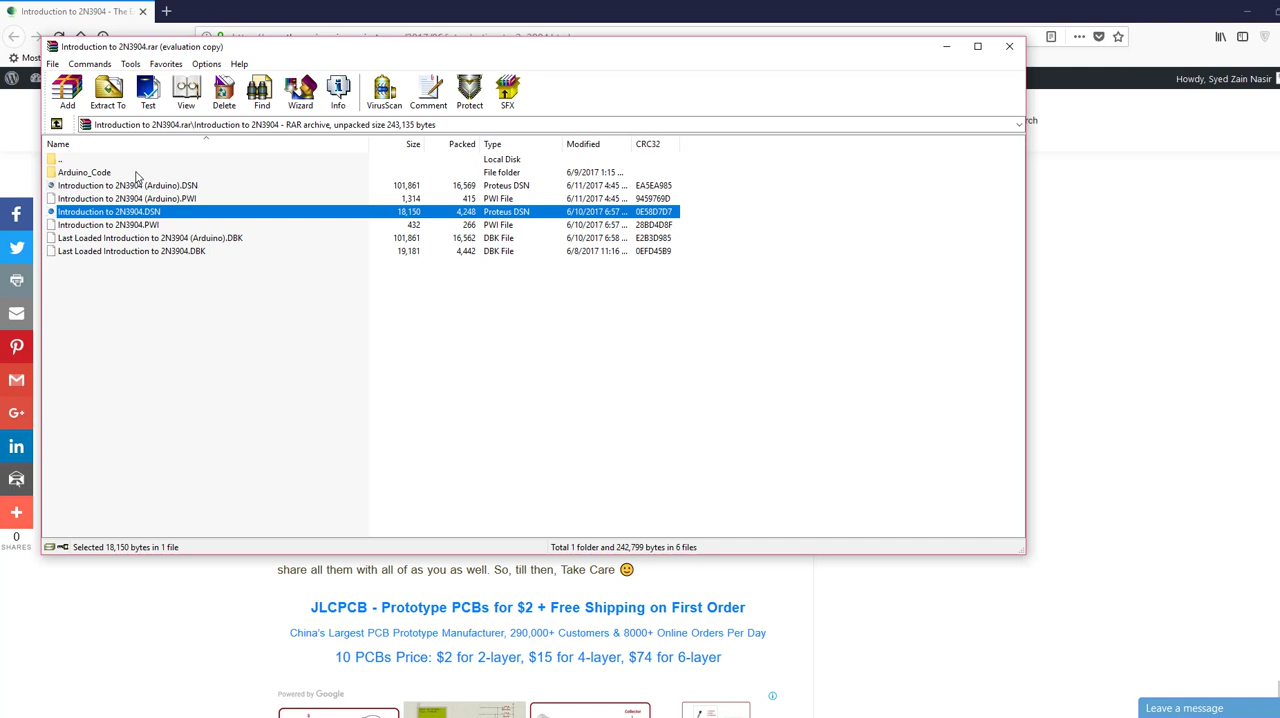 Introduction to 2N3904 - The E
Introduction to 2N3904.rar (evaluation copy)
Most
File Commands Tools Favorites Options Help
Howdy, Syed Zain Nasir
Add Extract To Test View Delete Find Wizard Info VirusScan Comment Protect SFX
Introduction to 2N3904.rar\Introduction to 2N3904 - RAR archive, unpacked size 243,135 bytes
rch
Name Size Packed Type Modified CRC32
.. Local Disk
Arduino_Code File folder 6/9/2017 1:15 ...
Introduction to 2N3904 (Arduino).DSN 101,861 16,569 Proteus DSN 6/11/2017 4:45 ... EA5EA985
Introduction to 2N3904 (Arduino).PWI 1,314 415 PWI File 6/11/2017 4:45 ... 9459769D
Introduction to 2N3904.DSN 18,150 4,248 Proteus DSN 6/10/2017 6:57 ... 0E58D7D7
Introduction to 2N3904.PWI 432 266 PWI File 6/10/2017 6:57 ... 28BD4D8F
Last Loaded Introduction to 2N3904 (Arduino).DBK 101,861 16,562 DBK File 6/10/2017 6:58 ... E2B3D985
Last Loaded Introduction to 2N3904.DBK 19,181 4,442 DBK File 6/8/2017 11:16 ... 0EFD45B9
0
SHARES
Selected 18,150 bytes in 1 file Total 1 folder and 242,799 bytes in 6 files
share all them with all of as you as well. So, till then, Take Care
JLCPCB - Prototype PCBs for $2 + Free Shipping on First Order
China's Largest PCB Prototype Manufacturer, 290,000+ Customers & 8000+ Online Orders Per Day
10 PCBs Price: $2 for 2-layer, $15 for 4-layer, $74 for 6-layer
Powered by Google
Collector
Leave a message